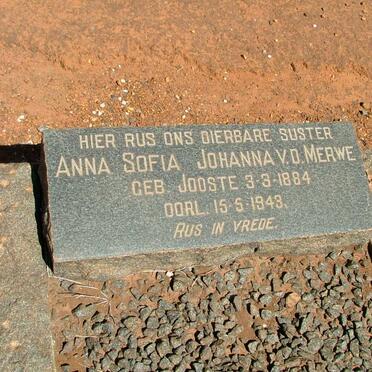 HIER RUS ONS DIERBARE SUSTER
ANNA SOFIA JOHANNA V.D. MERWE
GEB. JOOSTE 3-3-1884
OORL. 15-5-1943.
RUS IN VREDE.